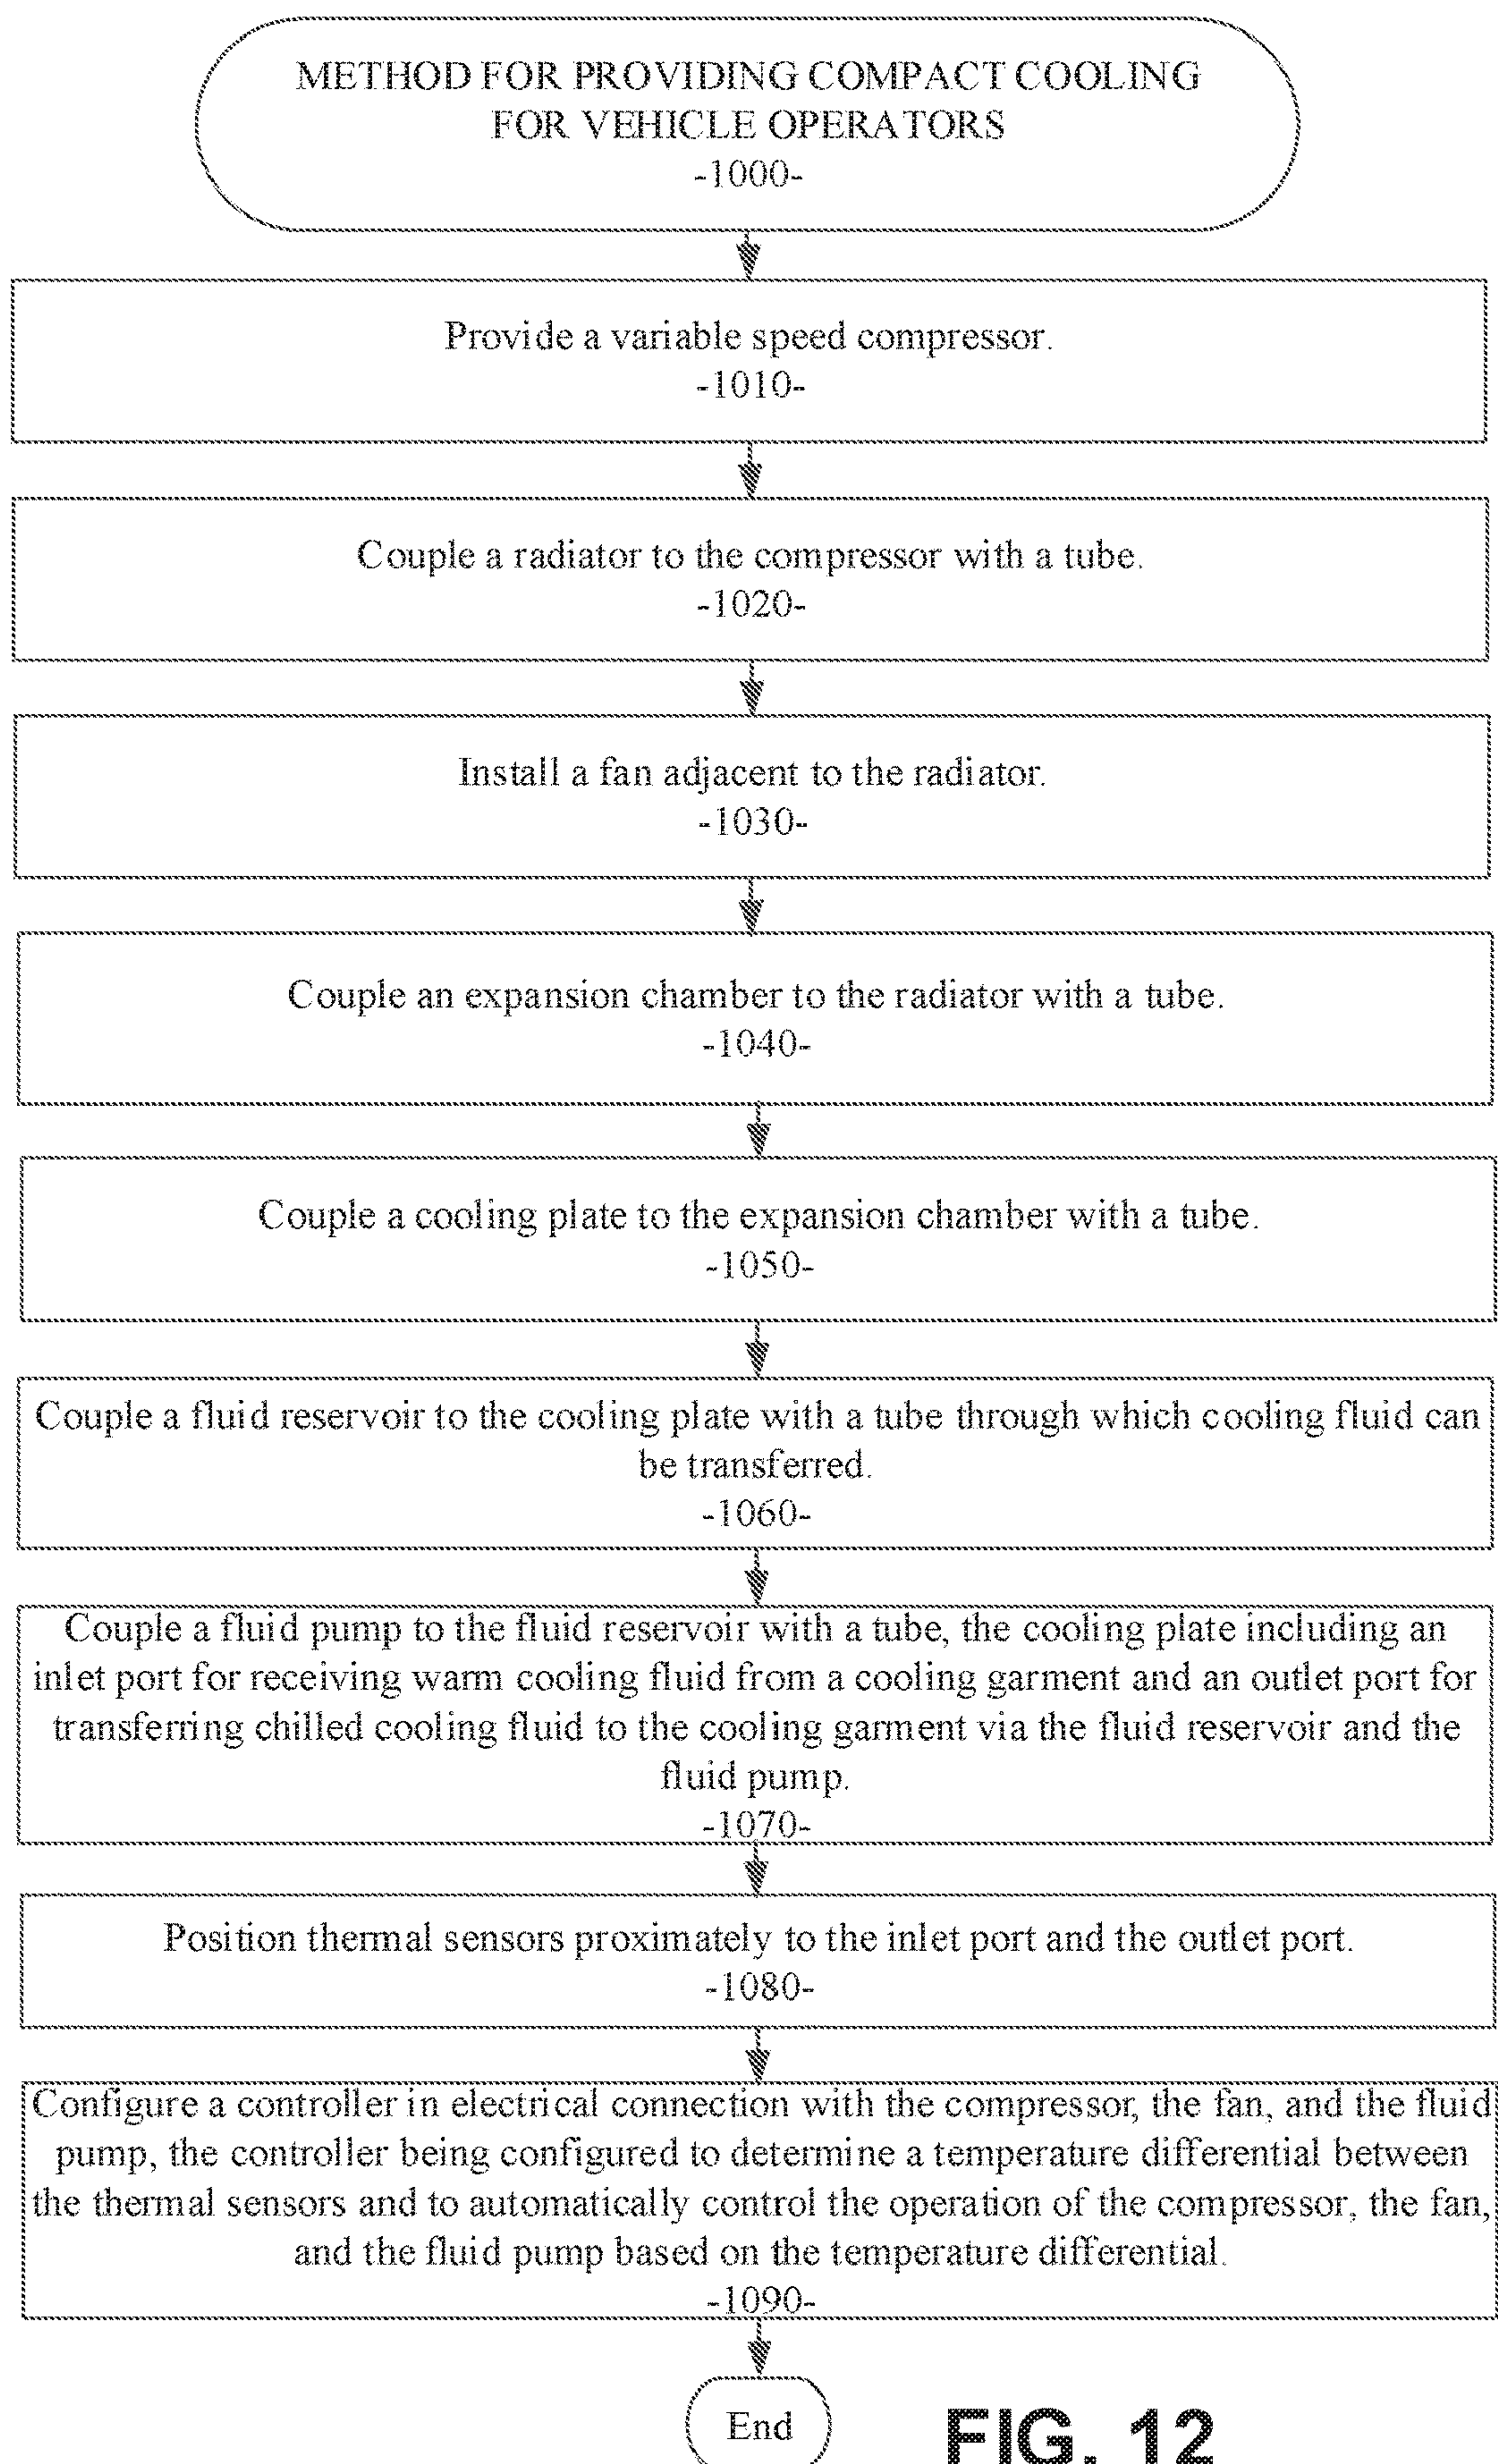 METHOD FOR PROVIDING COMPACT COOLING
FOR VEHICLE OPERATORS
-1000-
Provide a variable speed compressor.
-1010-
Couple a radiator to the compressor with a tube.
-1020-
Install a fan adjacent to the radiator.
-1030-
Couple an expansion chamber to the radiator with a tube.
-1040-
Couple a cooling plate to the expansion chamber with a tube.
-1050-
Couple a fluid reservoir to the cooling plate with a tube through which cooling fluid can
be transferred.
-1060-
Couple a fluid pump to the fluid reservoir with a tube, the cooling plate including an
inlet port for receiving warm cooling fluid from a cooling garment and an outlet port for
transferring chilled cooling fluid to the cooling garment via the fluid reservoir and the
fluid pump.
-1070-
Position thermal sensors proximately to the inlet port and the outlet port.
-1080-
Configure a controller in electrical connection with the compressor, the fan, and the fluid
pump, the controller being configured to determine a temperature differential between
the thermal sensors and to automatically control the operation of the compressor, the fan,
and the fluid pump based on the temperature differential.
-1090-
End
FIG. 12